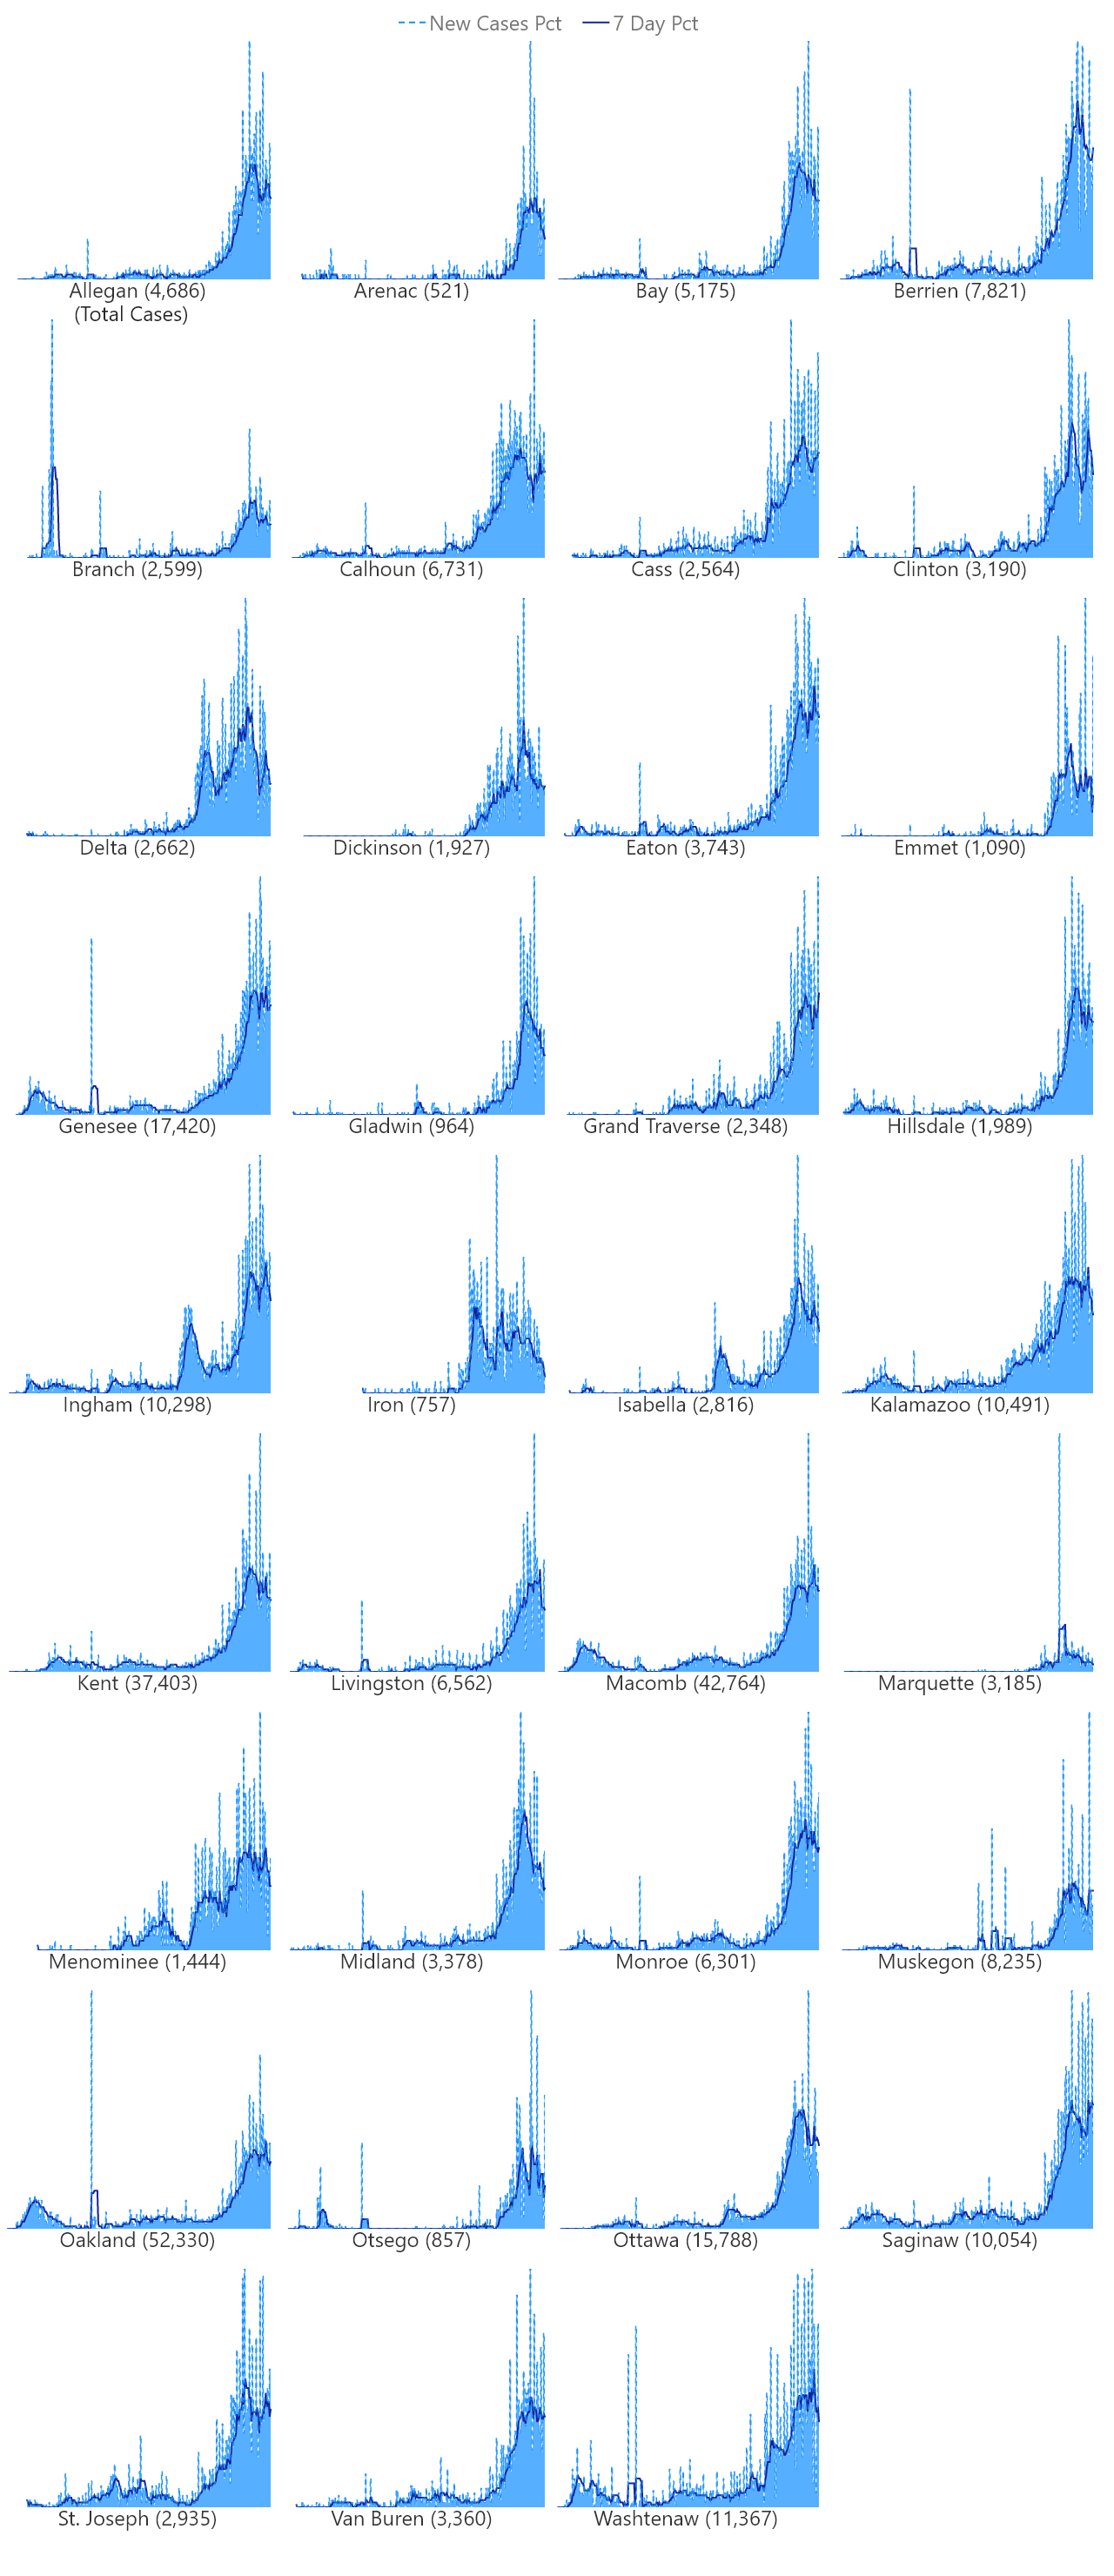 New Cases Pct 7 Day Pct
Allegan (4,686) Arenac (521) Bay (5,175) Berrien (7,821)
(Total Cases)
Branch (2,599) Calhoun (6,731) Cass (2,564) Clinton (3,190)
Delta (2,662) Dickinson (1,927) Eaton (3,743) Emmet (1,090)
Genesee (17,420) Gladwin (964) Grand Traverse (2,348) Hillsdale (1,989)
Ingham (10,298) Iron (757) Isabella (2,816) Kalamazoo (10,491)
Kent (37,403) Livingston (6,562) Macomb (42,764) Marquette (3,185)
Menominee (1,444) Midland (3,378) Monroe (6,301) Muskegon (8,235)
Oakland (52,330) Otsego (857) Ottawa (15,788) Saginaw (10,054)
St. Joseph (2,935) Van Buren (3,360) Washtenaw (11,367)